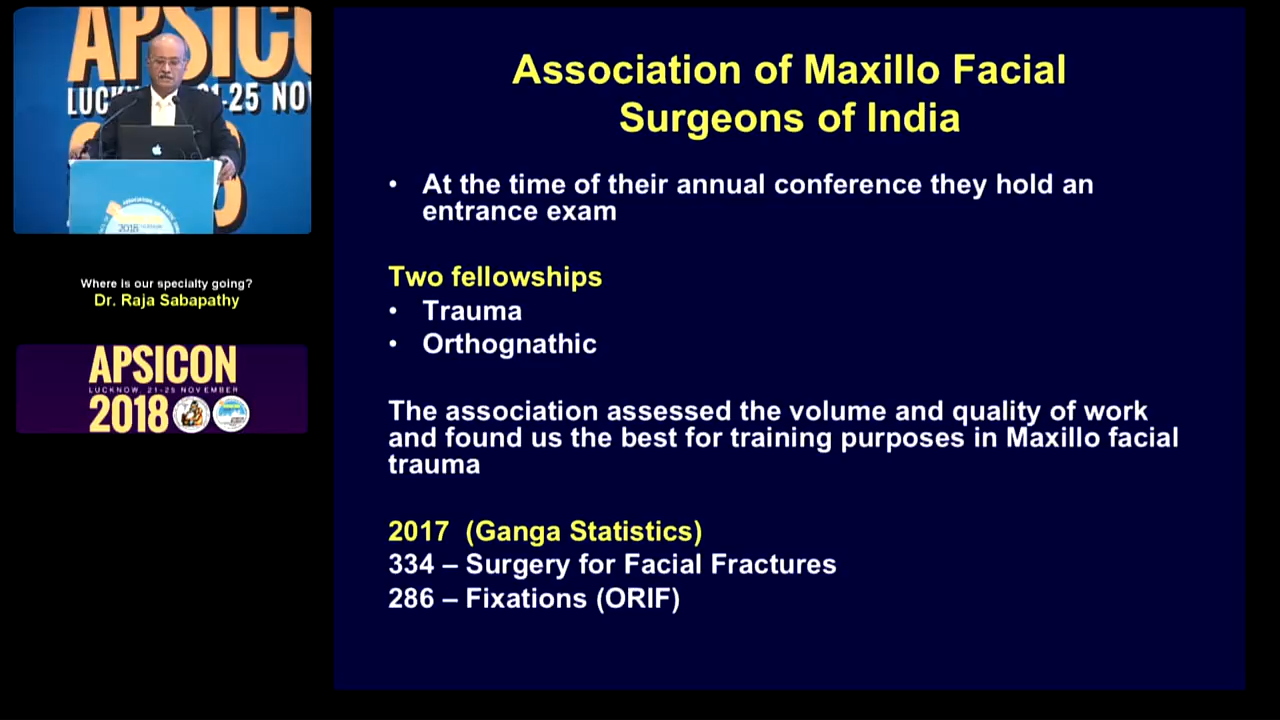 APSICO
LUCKNOW, 21-25 NOV
2018
Where is our specialty going?
Dr. Raja Sabapathy
APSICON
LUCKNOW, 21-25 NOVEMBER
2018
Association of Maxillo Facial
Surgeons of India
• At the time of their annual conference they hold an
entrance exam
Two fellowships
• Trauma
• Orthognathic
The association assessed the volume and quality of work
and found us the best for training purposes in Maxillo facial
trauma
2017 (Ganga Statistics)
334 – Surgery for Facial Fractures
286 – Fixations (ORIF)